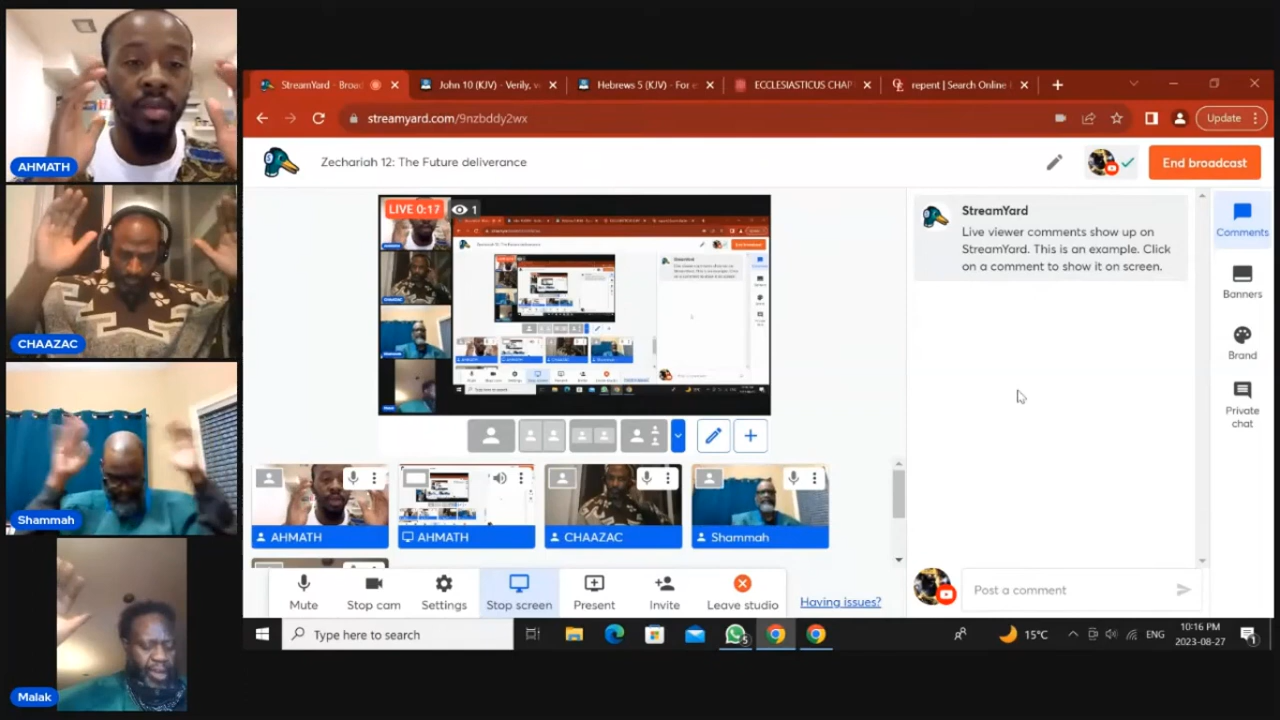 AHMATH
CHAAZAC
Shammah
Malak
StreamYard - Broad
John 10 (KJV) - Verily, v
Hebrews 5 (KJV) - For e
ECCLESIASTICUS CHAP
repent | Search Online
streamyard.com/9nzbddy2wx
Update
Zechariah 12: The Future deliverance
End broadcast
LIVE 0:17
1
StreamYard
Live viewer comments show up on
StreamYard. This is an example. Click
on a comment to show it on screen.
Comments
Banners
Brand
Private
chat
AHMATH
AHMATH
CHAAZAC
Shammah
Mute
Stop cam
Settings
Stop screen
Present
Invite
Leave studio
Having issues?
Post a comment
Type here to search
5
15°C
ENG
10:16 PM
2023-08-27
1